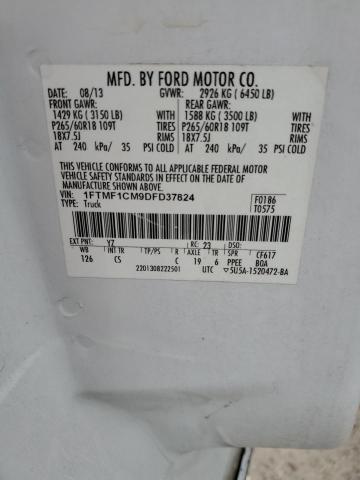 MFD. BY FORD MOTOR CO.
DATE: 08/13 GVWR: 2926 KG ( 6450 LB)
FRONT GAWR: REAR GAWR:
1429 KG ( 3150 LB) WITH 1588 KG ( 3500 LB) WITH
P265/60R18 109T TIRES P265/60R18 109T TIRES
18X7.5J RIMS 18X7.5J RIMS
AT 240 kPa/ 35 PSI COLD AT 240 kPa/ 35 PSI COLD
THIS VEHICLE CONFORMS TO ALL APPLICABLE FEDERAL MOTOR
VEHICLE SAFETY AND THEFT PREVENTION
STANDARDS IN EFFECT ON THE DATE OF MANUFACTURE SHOWN ABOVE.
VIN: 1FTMF1CM9DFD37624 F0186
TYPE: Truck T0575
EXT PNT: YZ RC: 23 DSO:
WB INT TR TP/PS R AXLE TR SPR CF617
126 CS C 19 6 PPEE BOA
2201308222501 UTC 5U5A-1520472-BA